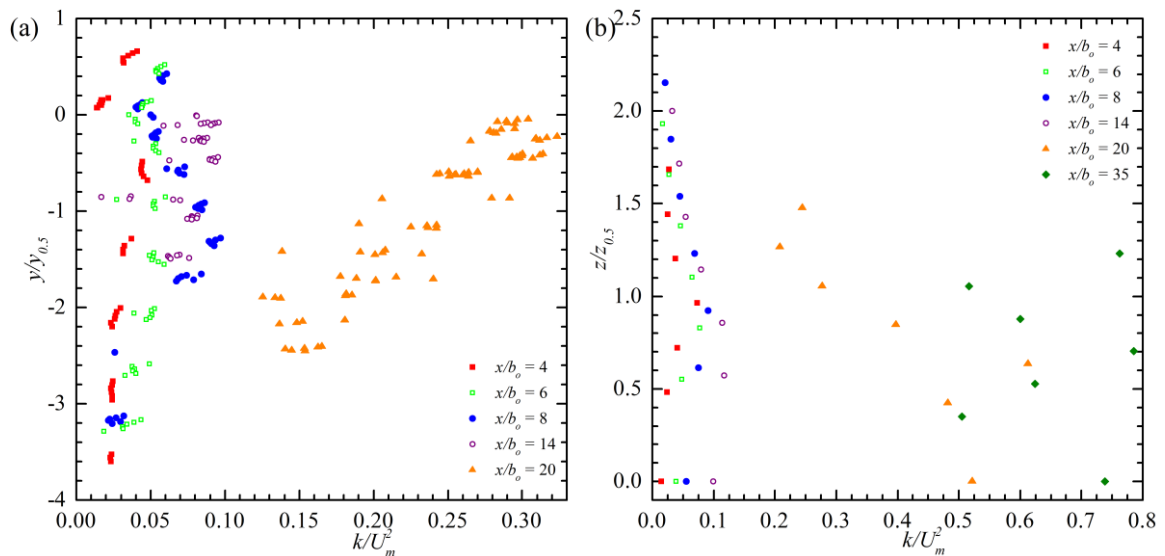 (a)
y/y0.5
1
0
-1
-2
-3
-4
x/bo = 4
x/bo = 6
x/bo = 8
x/bo = 14
x/bo = 20
0.00 0.05 0.10 0.15 0.20 0.25 0.30
k/U²m
(b)
z/z0.5
2.5
2.0
1.5
1.0
0.5
0.0
x/bo = 4
x/bo = 6
x/bo = 8
x/bo = 14
x/bo = 20
x/bo = 35
0.0 0.1 0.2 0.3 0.4 0.5 0.6 0.7 0.8
k/U²m